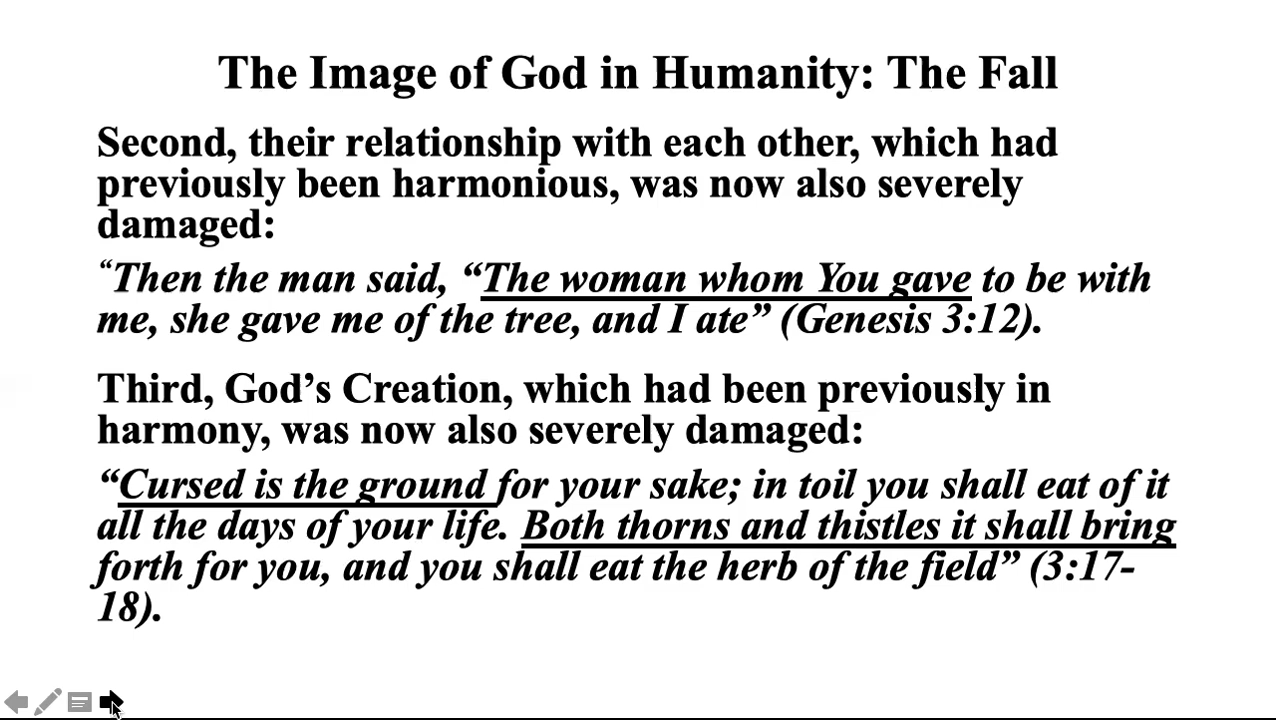 The Image of God in Humanity: The Fall
Second, their relationship with each other, which had
previously been harmonious, was now also severely
damaged:
“Then the man said, “The woman whom You gave to be with
me, she gave me of the tree, and I ate” (Genesis 3:12).
Third, God’s Creation, which had been previously in
harmony, was now also severely damaged:
“Cursed is the ground for your sake; in toil you shall eat of it
all the days of your life. Both thorns and thistles it shall bring
forth for you, and you shall eat the herb of the field” (3:17-
18).